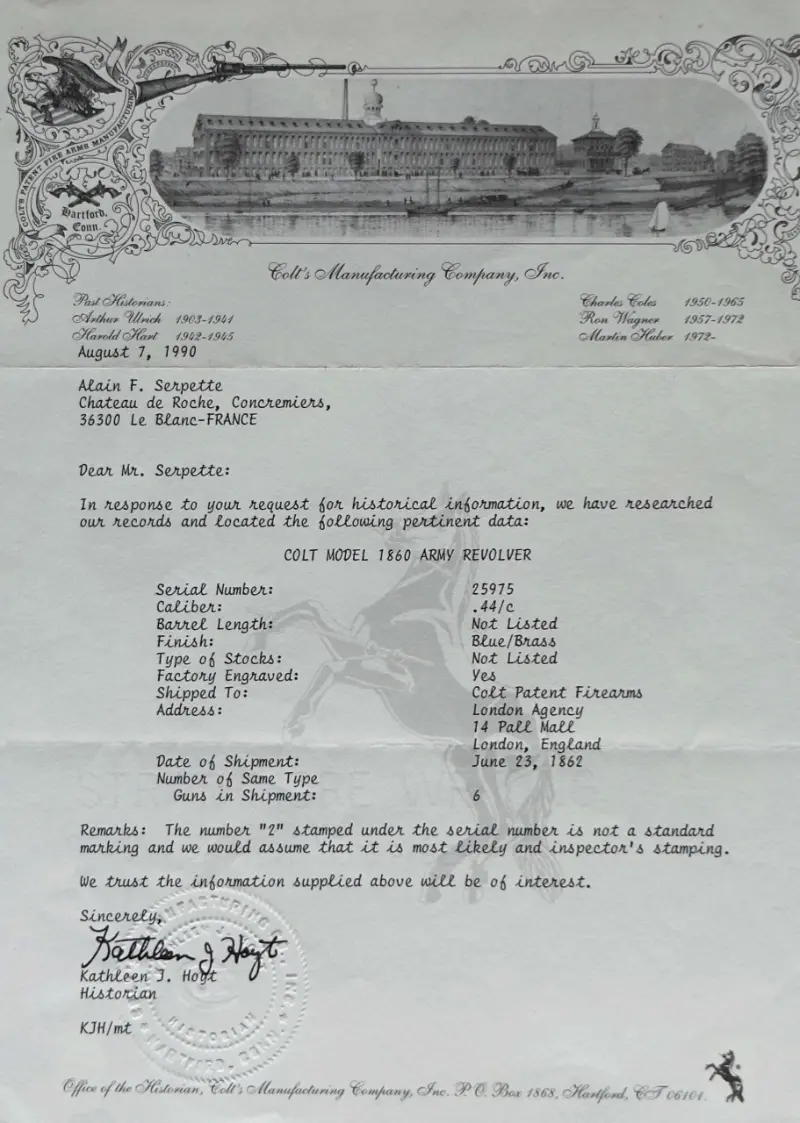 COLT'S PATENT FIRE ARMS MANUFACTURING
Hartford,
Conn.
Colt's Manufacturing Company, Inc.
Past Historians:
Arthur Ulrich 1903-1941
Harold Hart 1942-1945
Charles Coles 1950-1965
Ron Wagner 1957-1972
Martin Huber 1972-
August 7, 1990
Alain F. Serpette
Chateau de Roche, Concremiers,
36300 Le Blanc-FRANCE
Dear Mr. Serpette:
In response to your request for historical information, we have researched
our records and located the following pertinent data:
COLT MODEL 1860 ARMY REVOLVER
Serial Number: 25975
Caliber: .44/c
Barrel Length: Not Listed
Finish: Blue/Brass
Type of Stocks: Not Listed
Factory Engraved: Yes
Shipped To: Colt Patent Firearms
Address: London Agency
14 Pall Mall
London, England
Date of Shipment: June 23, 1862
Number of Same Type
Guns in Shipment: 6
Remarks: The number "2" stamped under the serial number is not a standard
marking and we would assume that it is most likely and inspector's stamping.
We trust the information supplied above will be of interest.
Sincerely,
Kathleen J Hoyt
Kathleen J. Hoyt
Historian
KJH/mt
HISTORIAN
HARTFORD, CONN.
Office of the Historian, Colt's Manufacturing Company, Inc. P.O. Box 1868, Hartford, CT 06101.